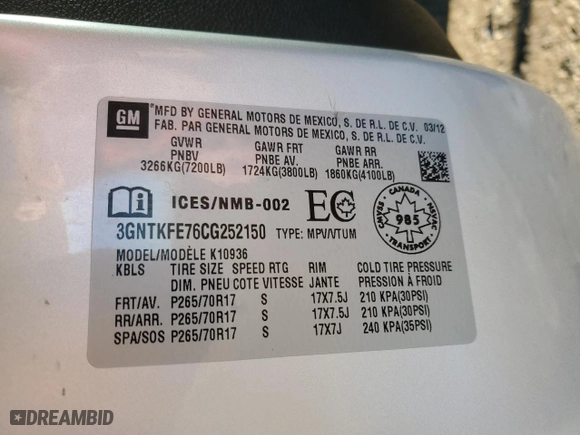 GM
*MFD BY GENERAL MOTORS DE MEXICO, S. DE R.L. DE C.V. 03/12
FAB. PAR GENERAL MOTORS DE MEXICO, S. DE R.L. DE C.V.
GVWR GAWR FRT GAWR RR
PNBV PNBE AV. PNBE ARR.
3266KG(7200LB) 1724KG(3800LB) 1860KG(4100LB)
ICES/NMB-002 EC
CANADA
CMVSS NSVAC
985
TRANSPORT
3GNTKFE76CG252150 TYPE: MPV/VTUM
MODEL/MODÈLE K10936
KBLS TIRE SIZE SPEED RTG RIM COLD TIRE PRESSURE
DIM. PNEU COTE VITESSE JANTE PRESSION À FROID
FRT/AV. P265/70R17 S 17X7.5J 210 KPA(30PSI)
RR/ARR. P265/70R17 S 17X7.5J 210 KPA(30PSI)
SPA/SOS P265/70R17 S 17X7J 240 KPA(35PSI)
DREAMBID